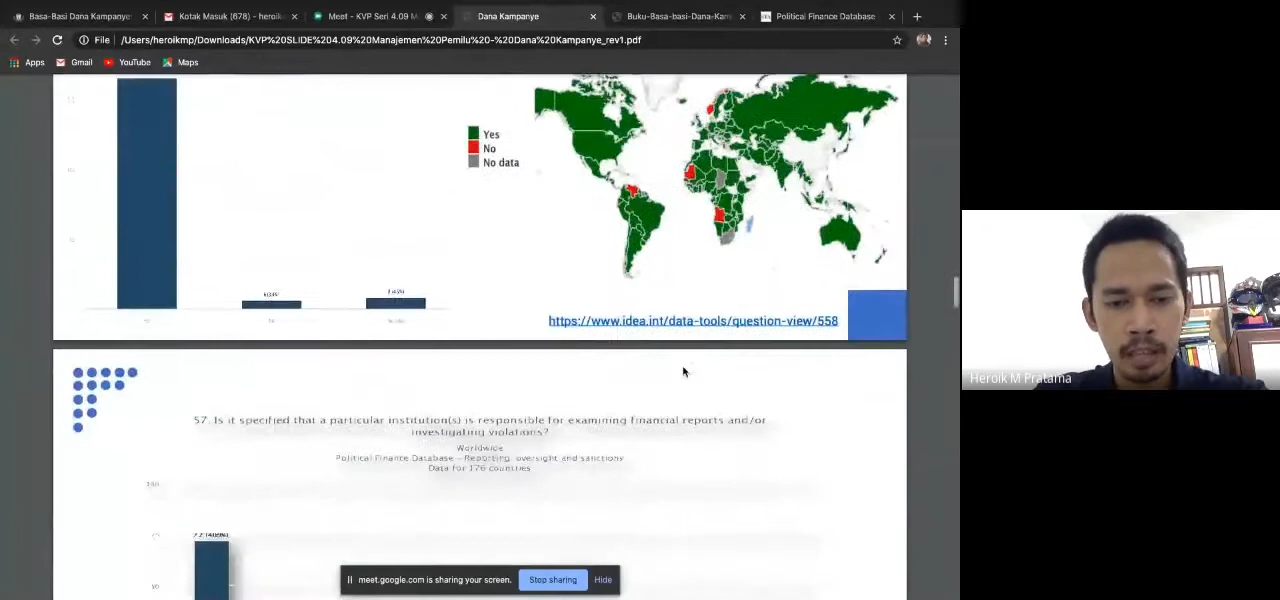 Basa-Basi Dana Kampanye
Kotak Masuk (678) - heroik
Meet - KVP Seri 4.09 M
Dana Kampanye
Buku-Basa-basi-Dana-Kam
Political Finance Database
File
/Users/heroikmp/Downloads/KVP%20SLIDE%204.09%20Manajemen%20Pemilu%20-%20Dana%20Kampanye_rev1.pdf
Apps
Gmail
YouTube
Maps
Yes
No
No data
https://www.idea.int/data-tools/question-view/558
Heroik M Pratama
57. Is it specified that a particular institution(s) is responsible for examining financial reports and/or
investigating violations?
Worldwide
Political Finance Database – Reporting, oversight and sanctions
Data for 176 countries
meet.google.com is sharing your screen.
Stop sharing
Hide